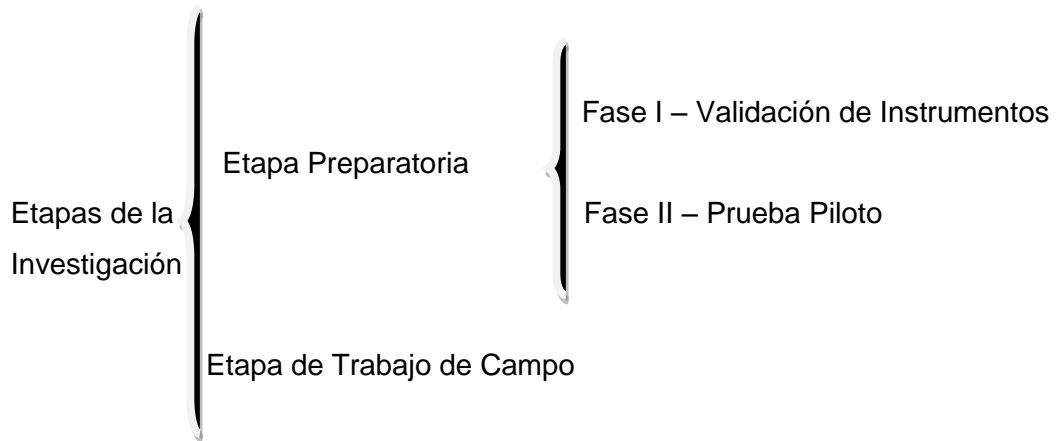 Etapas de la
Investigación
Etapa Preparatoria
Fase I – Validación de Instrumentos
Fase II – Prueba Piloto
Etapa de Trabajo de Campo